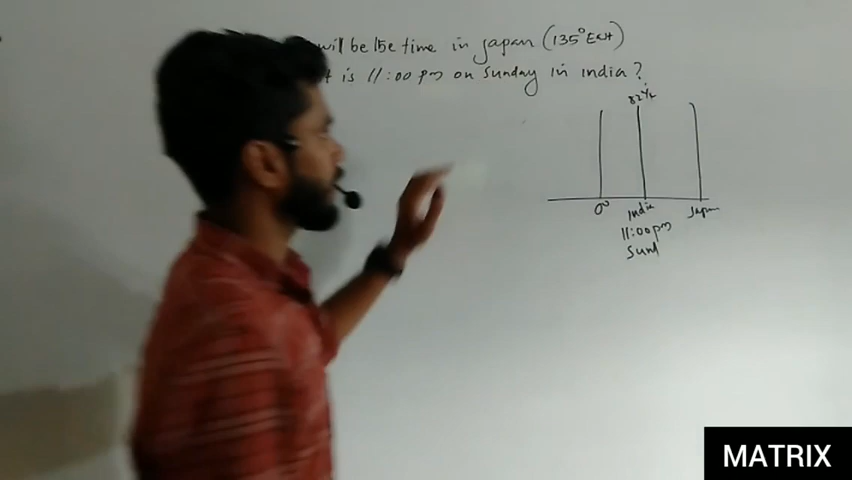 will be the time in Japan (135° East)
is 11:00 pm on Sunday in india?
82½
0° India Japan
11:00 pm
Sund
MATRIX